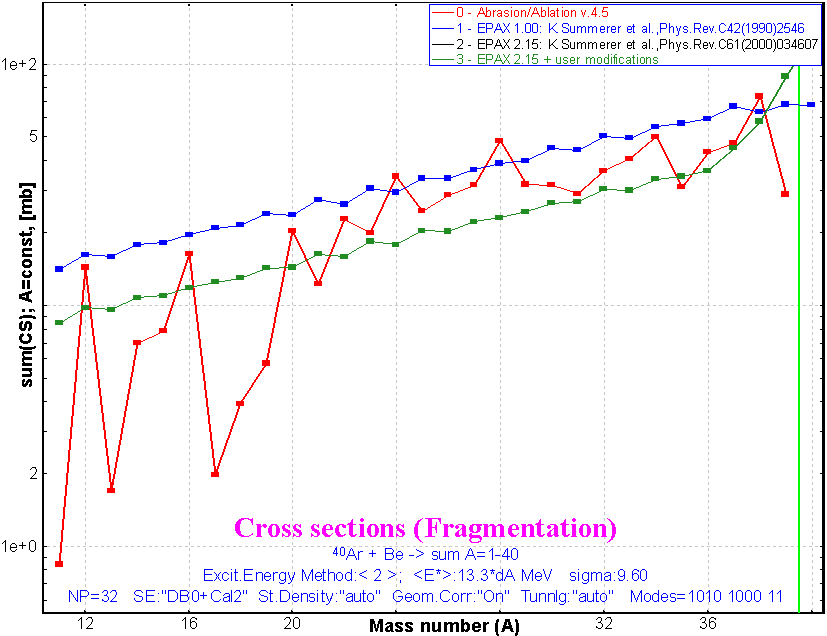 0 - Abrasion/Ablation v.4.5
1 - EPAX 1.00: K.Summerer et al.,Phys.Rev.C42(1990)2546
2 - EPAX 2.15: K.Summerer et al.,Phys.Rev.C61(2000)034607
3 - EPAX 2.15 + user modifications
1e+2
5
2
1e+0
sum(CS); A=const, [mb]
Cross sections (Fragmentation)
⁴⁰Ar + Be -> sum A=1-40
Excit.Energy Method:< 2 >; <E*>:13.3*dA MeV sigma:9.60
NP=32 SE:"DB0+Cal2" St.Density:"auto" Geom.Corr:"On" Tunnlg:"auto" Modes=1010 1000 11
12 16 20 32 36
Mass number (A)